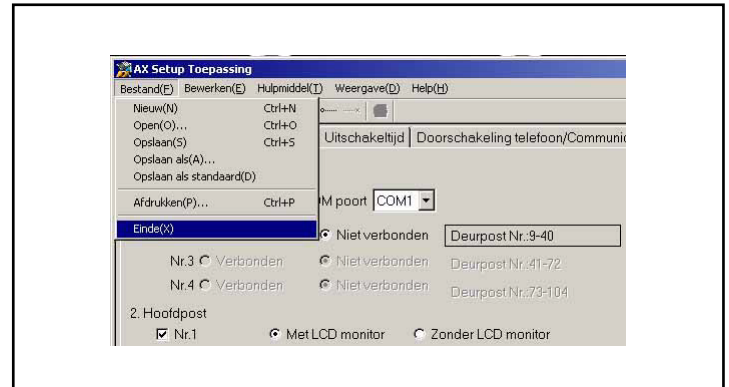 AX Setup Toepassing
Bestand(F) Bewerken(E) Hulpmiddel(T) Weergave(D) Help(H)
Nieuw(N) Ctrl+N
Open(O)... Ctrl+O
Opslaan(S) Ctrl+S
Uitschakeltijd Doorschakeling telefoon/Communic
Opslaan als(A)...
Opslaan als standaard(D)
Afdrukken(P)... Ctrl+P
M poort COM1
Einde(X)
Niet verbonden Deurpost Nr.:9-40
Nr.3 Verbonden Niet verbonden Deurpost Nr.:41-72
Nr.4 Verbonden Niet verbonden Deurpost Nr.:73-104
2. Hoofdpost
Nr.1 Met LCD monitor Zonder LCD monitor